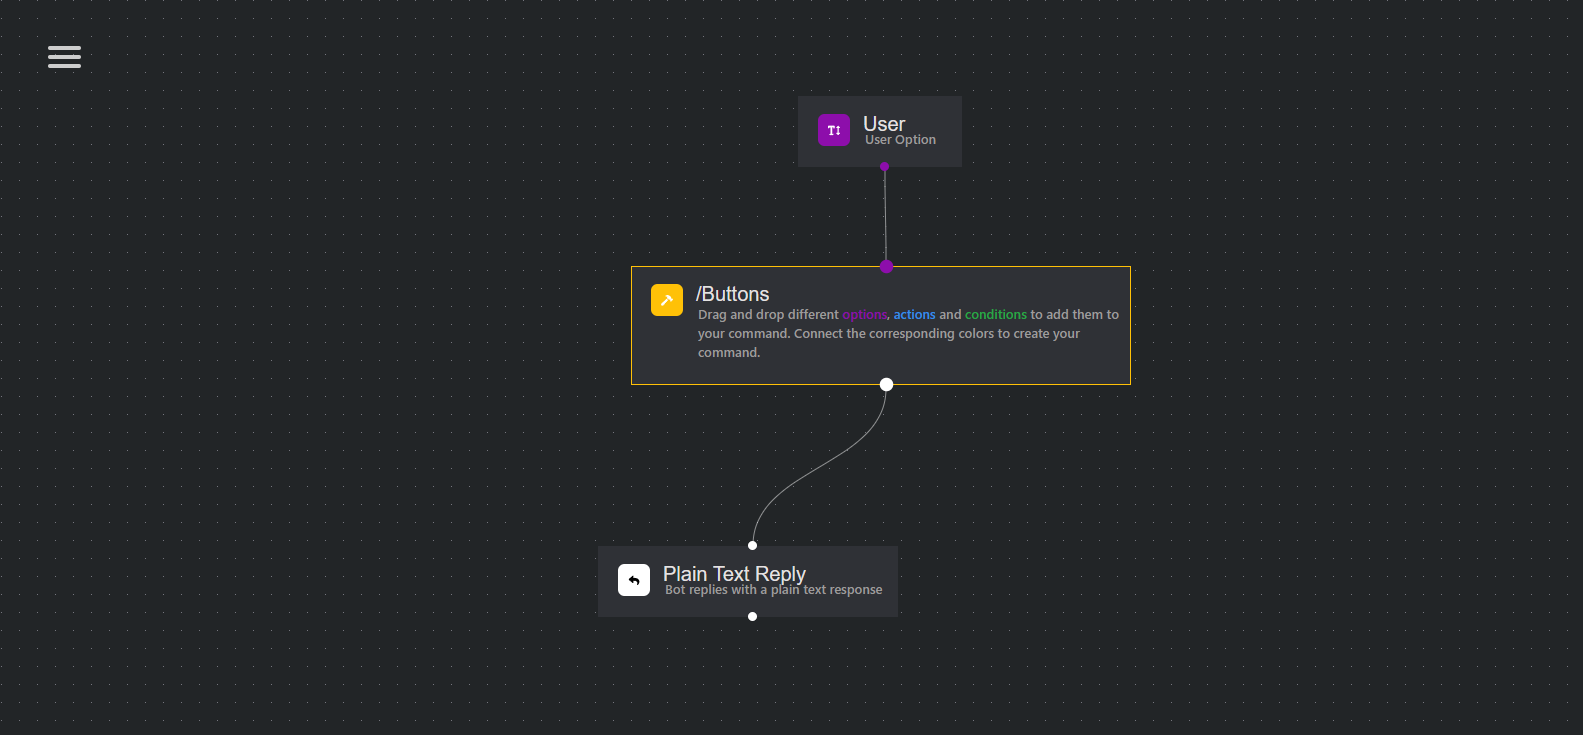 T↕
User
User Option
/Buttons
Drag and drop different options, actions and conditions to add them to
your command. Connect the corresponding colors to create your
command.
Plain Text Reply
Bot replies with a plain text response